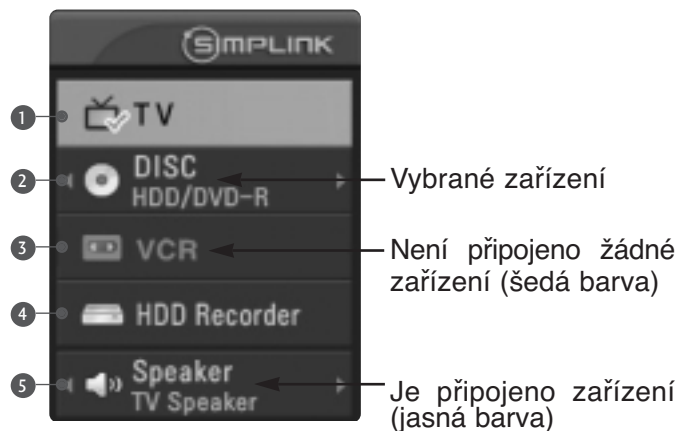 SIMPLINK
1 TV
2 DISC
HDD/DVD-R
Vybrané zařízení
3 VCR
Není připojeno žádné
zařízení (šedá barva)
4 HDD Recorder
5 Speaker
TV Speaker
Je připojeno zařízení
(jasná barva)